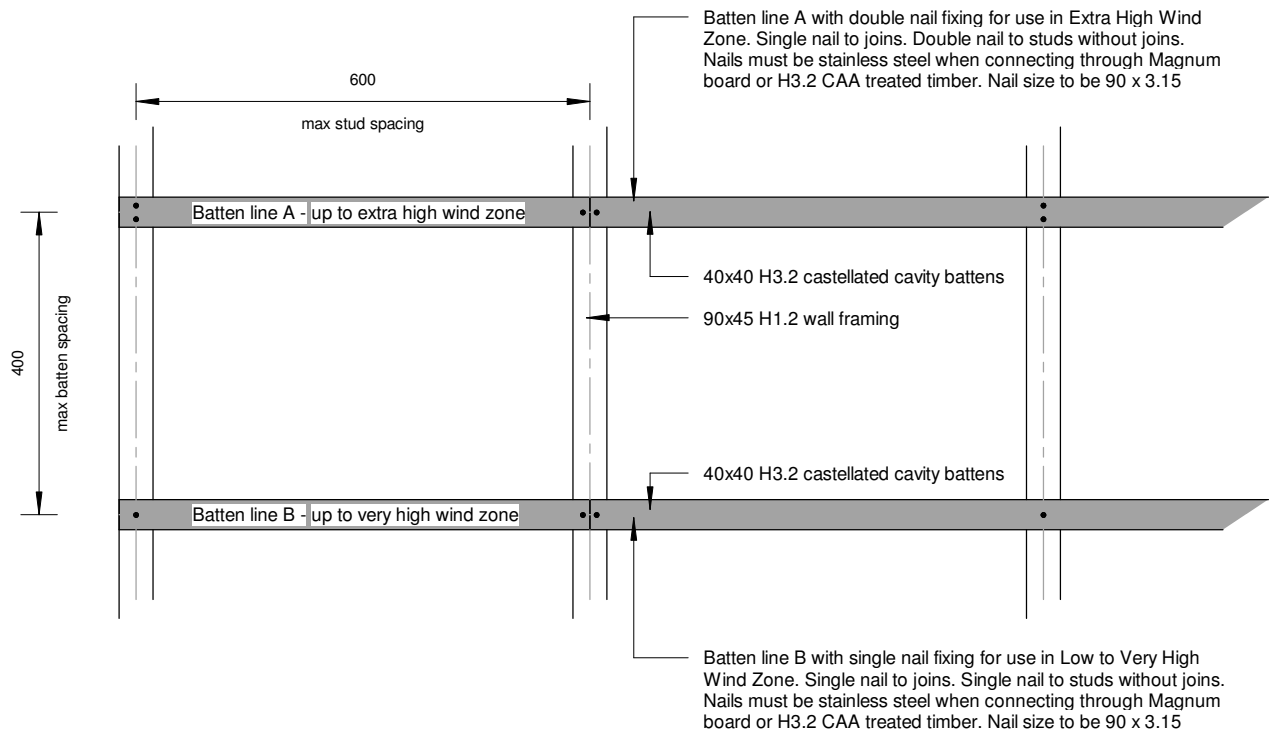 Batten line A with double nail fixing for use in Extra High Wind
Zone. Single nail to joins. Double nail to studs without joins.
Nails must be stainless steel when connecting through Magnum
board or H3.2 CAA treated timber. Nail size to be 90 x 3.15
600
max stud spacing
Batten line A - up to extra high wind zone
40x40 H3.2 castellated cavity battens
90x45 H1.2 wall framing
400
max batten spacing
40x40 H3.2 castellated cavity battens
Batten line B - up to very high wind zone
Batten line B with single nail fixing for use in Low to Very High
Wind Zone. Single nail to joins. Single nail to studs without joins.
Nails must be stainless steel when connecting through Magnum
board or H3.2 CAA treated timber. Nail size to be 90 x 3.15